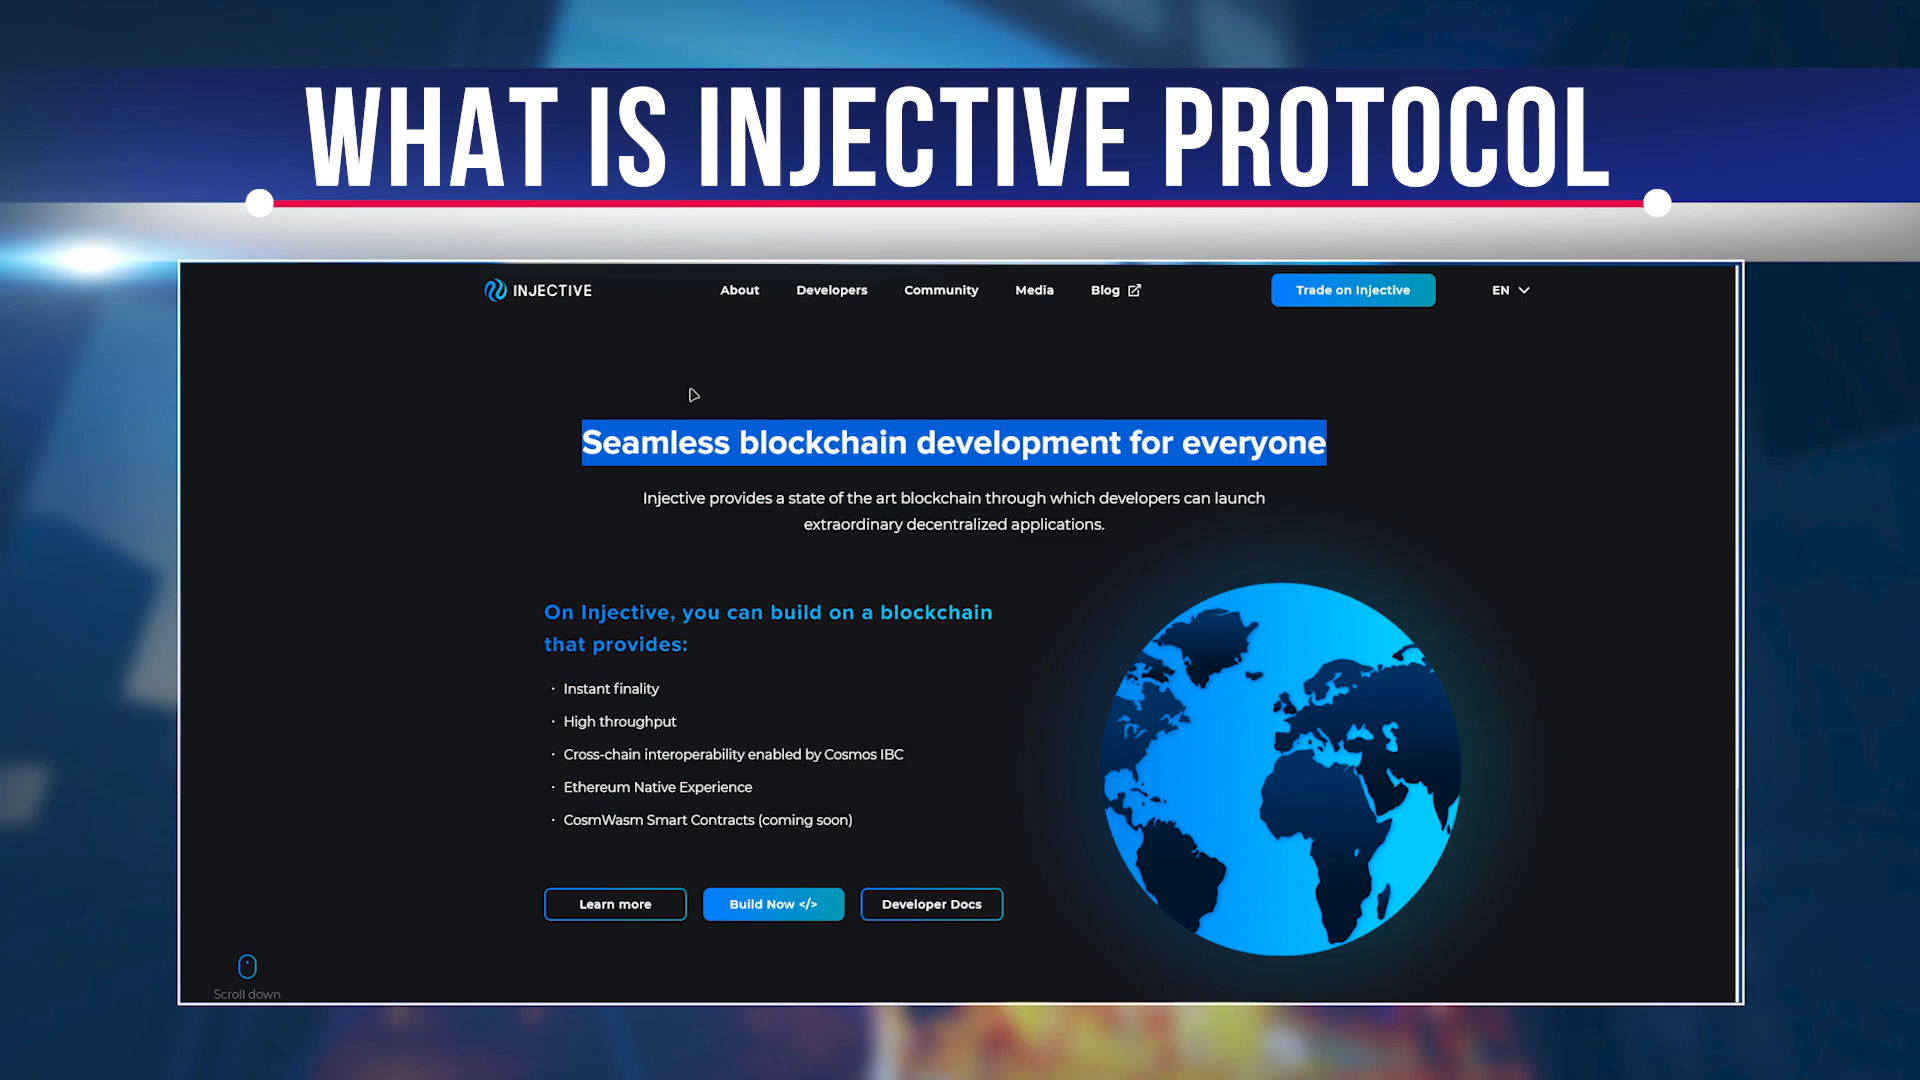 WHAT IS INJECTIVE PROTOCOL
INJECTIVE
About
Developers
Community
Media
Blog
Trade on Injective
EN
Seamless blockchain development for everyone
Injective provides a state of the art blockchain through which developers can launch
extraordinary decentralized applications.
On Injective, you can build on a blockchain
that provides:
· Instant finality
· High throughput
· Cross-chain interoperability enabled by Cosmos IBC
· Ethereum Native Experience
· CosmWasm Smart Contracts (coming soon)
Learn more
Build Now </>
Developer Docs
Scroll down